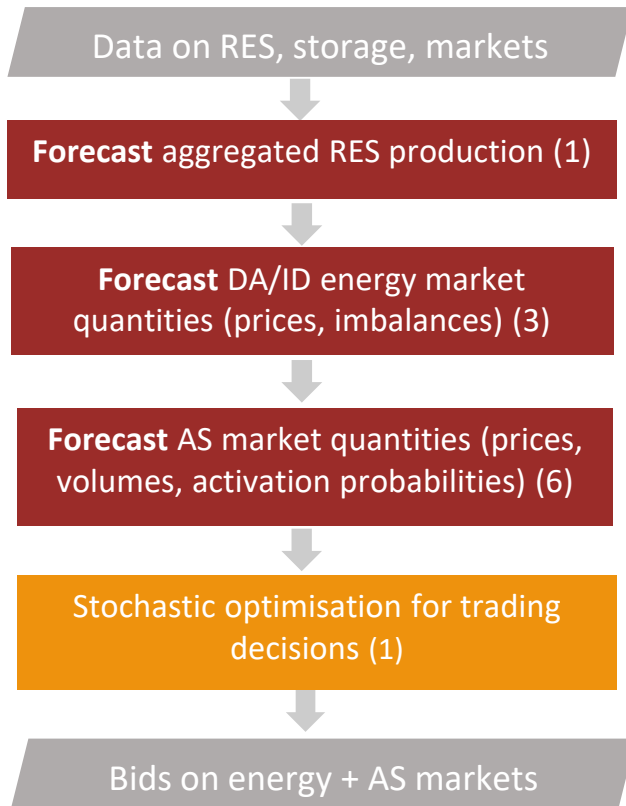 Data on RES, storage, markets
Forecast aggregated RES production (1)
Forecast DA/ID energy market
quantities (prices, imbalances) (3)
Forecast AS market quantities (prices,
volumes, activation probabilities) (6)
Stochastic optimisation for trading
decisions (1)
Bids on energy + AS markets